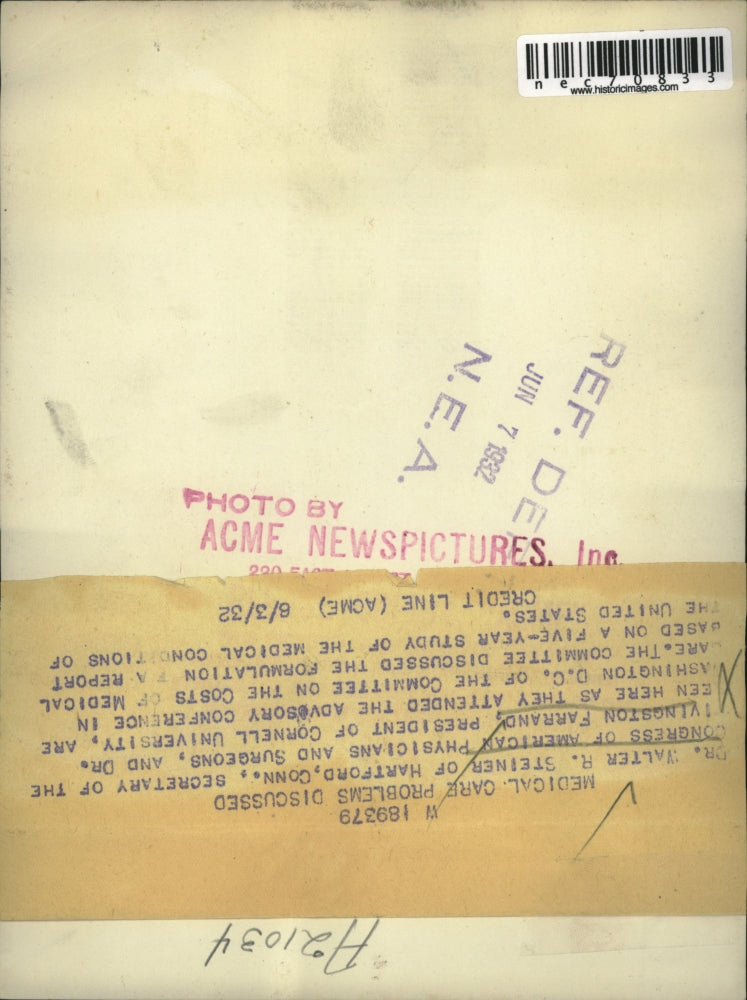 nec70833
www.historicimages.com
REF. DE
JUN 7 1932
N.E.A.
PHOTO BY
ACME NEWSPICTURES, Inc.
W 189379
MEDICAL CARE PROBLEMS DISCUSSED
DR. WALTER R. STEINER OF HARTFORD, CONN., SECRETARY OF THE
CONGRESS OF AMERICAN PHYSICIANS AND SURGEONS, AND DR.
LIVINGSTON FARRAND, PRESIDENT OF CORNELL UNIVERSITY, ARE
EEN HERE AS THEY ATTENDED THE ADVISORY CONFERENCE IN
ASHINGTON D.C. OF THE COMMITTEE ON THE COSTS OF MEDICAL
CARE. THE COMMITTEE DISCUSSED THE FORMULATION F A REPORT
BASED ON A FIVE-YEAR STUDY OF THE MEDICAL CONDITIONS OF
THE UNITED STATES.
CREDIT LINE (ACME) 6/3/32
A21034